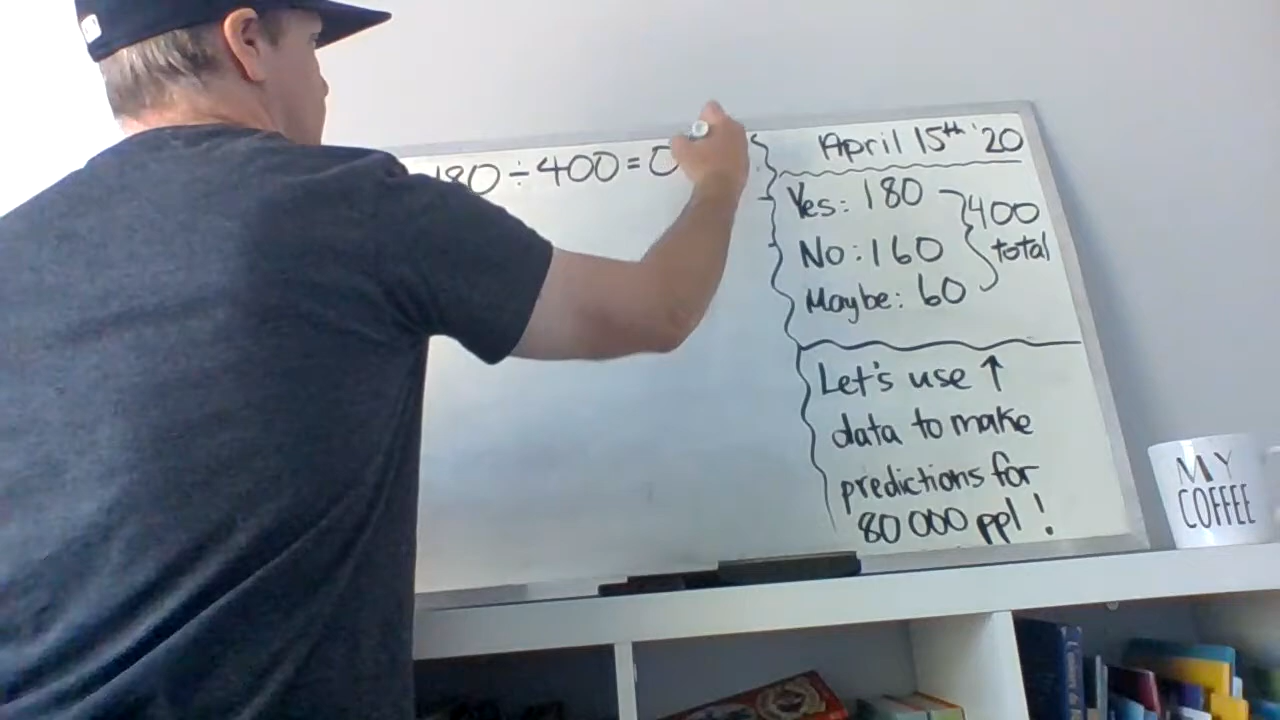 180 ÷ 400 = 0
April 15th '20
Yes: 180
400
No: 160
total
Maybe: 60
Let's use ↑
data to make
predictions for
80 000 ppl !
MY
COFFEE